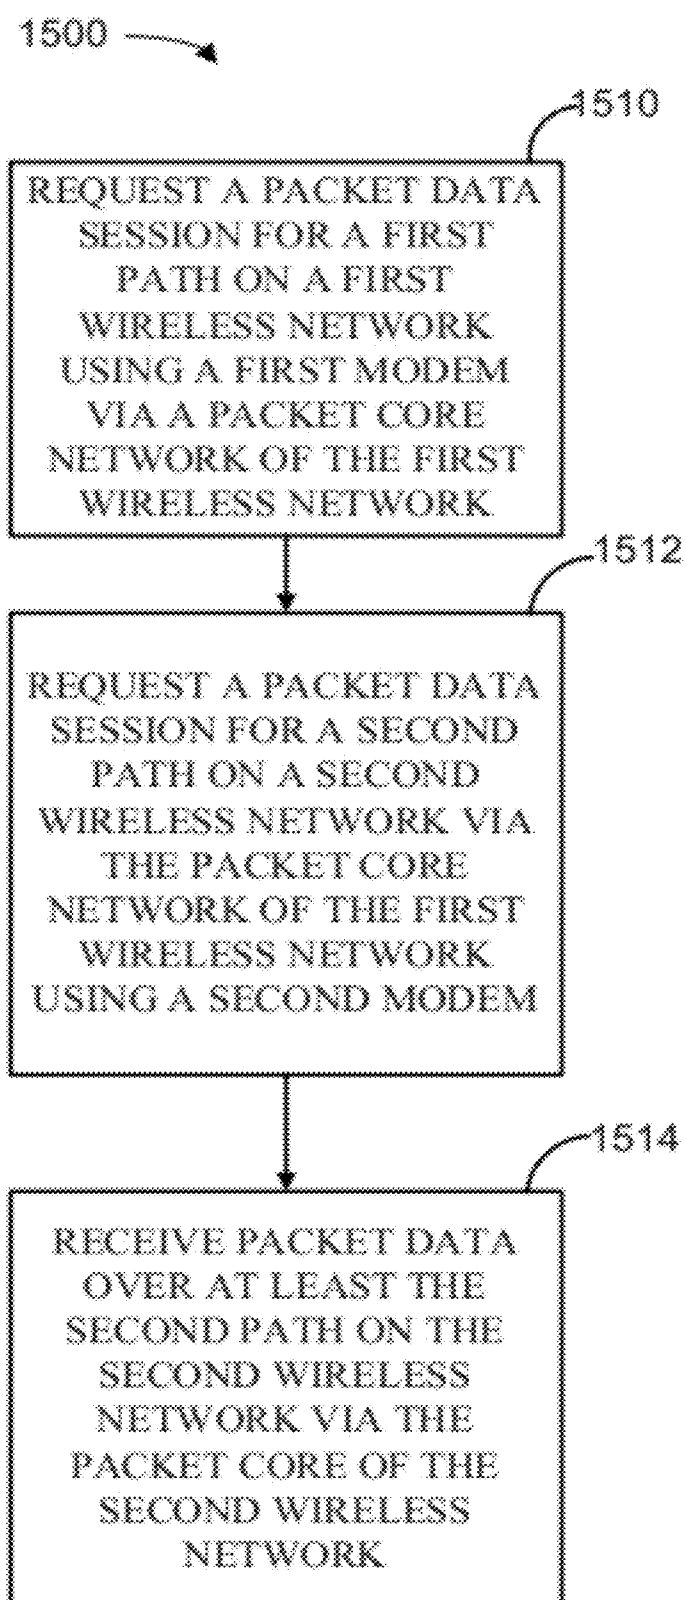 1500
1510
REQUEST A PACKET DATA
SESSION FOR A FIRST
PATH ON A FIRST
WIRELESS NETWORK
USING A FIRST MODEM
VIA A PACKET CORE
NETWORK OF THE FIRST
WIRELESS NETWORK
1512
REQUEST A PACKET DATA
SESSION FOR A SECOND
PATH ON A SECOND
WIRELESS NETWORK VIA
THE PACKET CORE
NETWORK OF THE FIRST
WIRELESS NETWORK
USING A SECOND MODEM
1514
RECEIVE PACKET DATA
OVER AT LEAST THE
SECOND PATH ON THE
SECOND WIRELESS
NETWORK VIA THE
PACKET CORE OF THE
SECOND WIRELESS
NETWORK